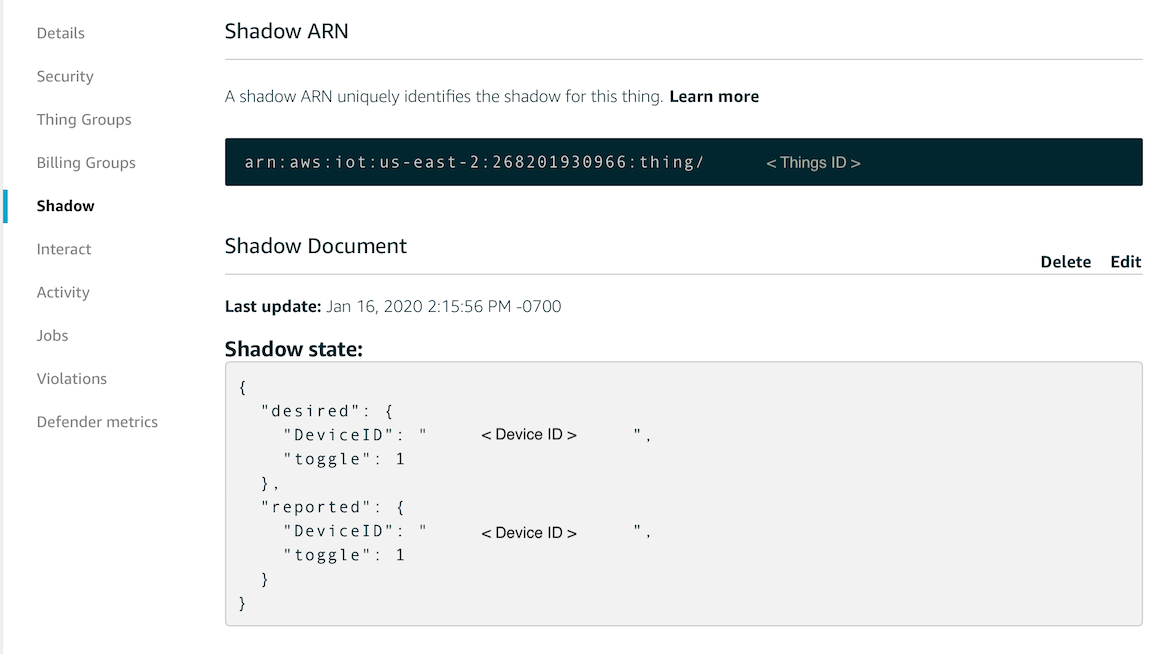 Details
Security
Thing Groups
Billing Groups
Shadow
Interact
Activity
Jobs
Violations
Defender metrics
Shadow ARN
A shadow ARN uniquely identifies the shadow for this thing. Learn more
arn:aws:iot:us-east-2:268201930966:thing/ < Things ID >
Shadow Document
Delete Edit
Last update: Jan 16, 2020 2:15:56 PM -0700
Shadow state:
{
"desired": {
"DeviceID": " < Device ID > ",
"toggle": 1
},
"reported": {
"DeviceID": " < Device ID > ",
"toggle": 1
}
}